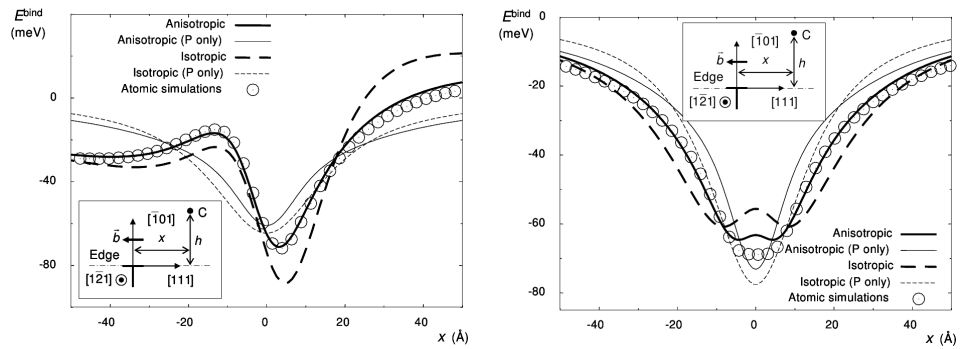 E^bind
(meV)
Anisotropic
Anisotropic (P only)
Isotropic
Isotropic (P only)
Atomic simulations
0
-40
-80
[1̄01]
C
b⃗
x
h
Edge
[12̄1]
[111]
-40
-20
0
20
40
x (Å)
E^bind
(meV)
0
-20
-40
-60
-80
[1̄01]
C
b⃗
x
h
Edge
[12̄1]
[111]
Anisotropic
Anisotropic (P only)
Isotropic
Isotropic (P only)
Atomic simulations
-40
-20
0
20
40
x (Å)